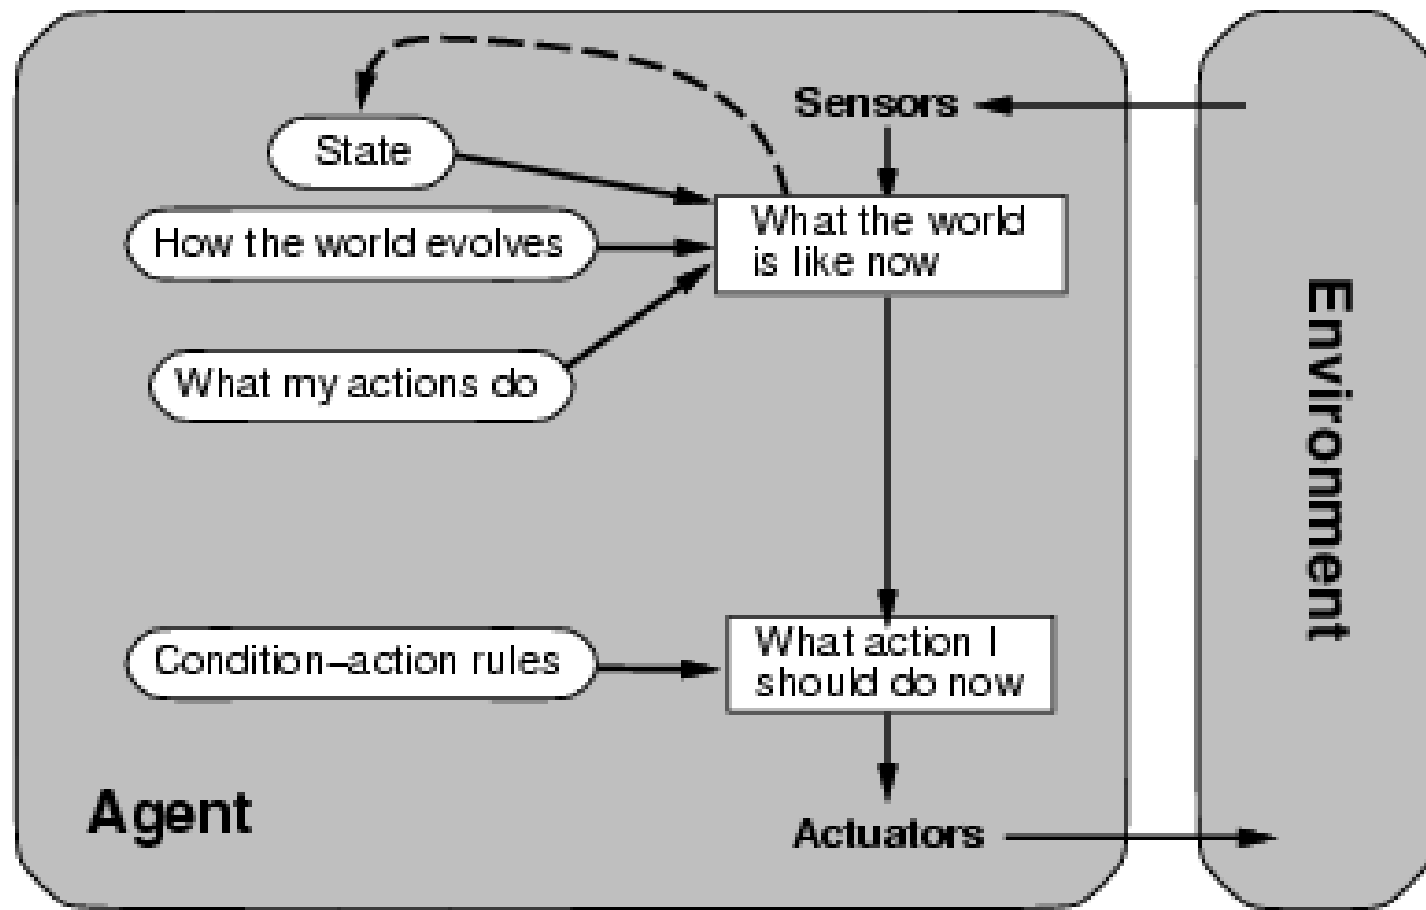 Sensors
State
What the world
is like now
How the world evolves
What my actions do
Environment
Condition–action rules
What action I
should do now
Agent
Actuators